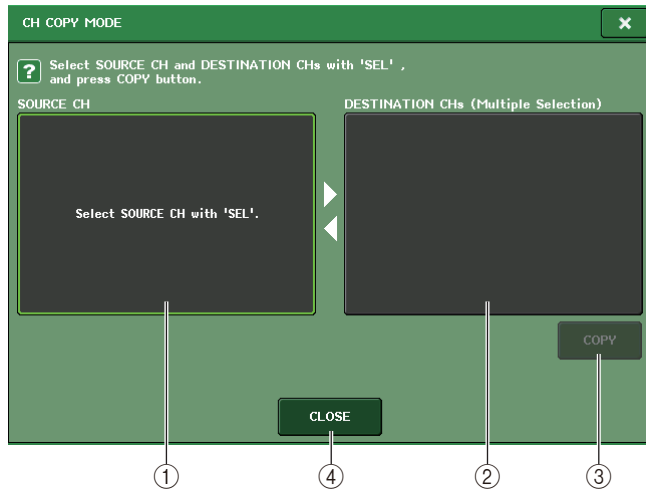 CH COPY MODE
?
Select SOURCE CH and DESTINATION CHs with 'SEL' ,
and press COPY button.
SOURCE CH
DESTINATION CHs (Multiple Selection)
Select SOURCE CH with 'SEL'.
COPY
CLOSE
① ④ ② ③